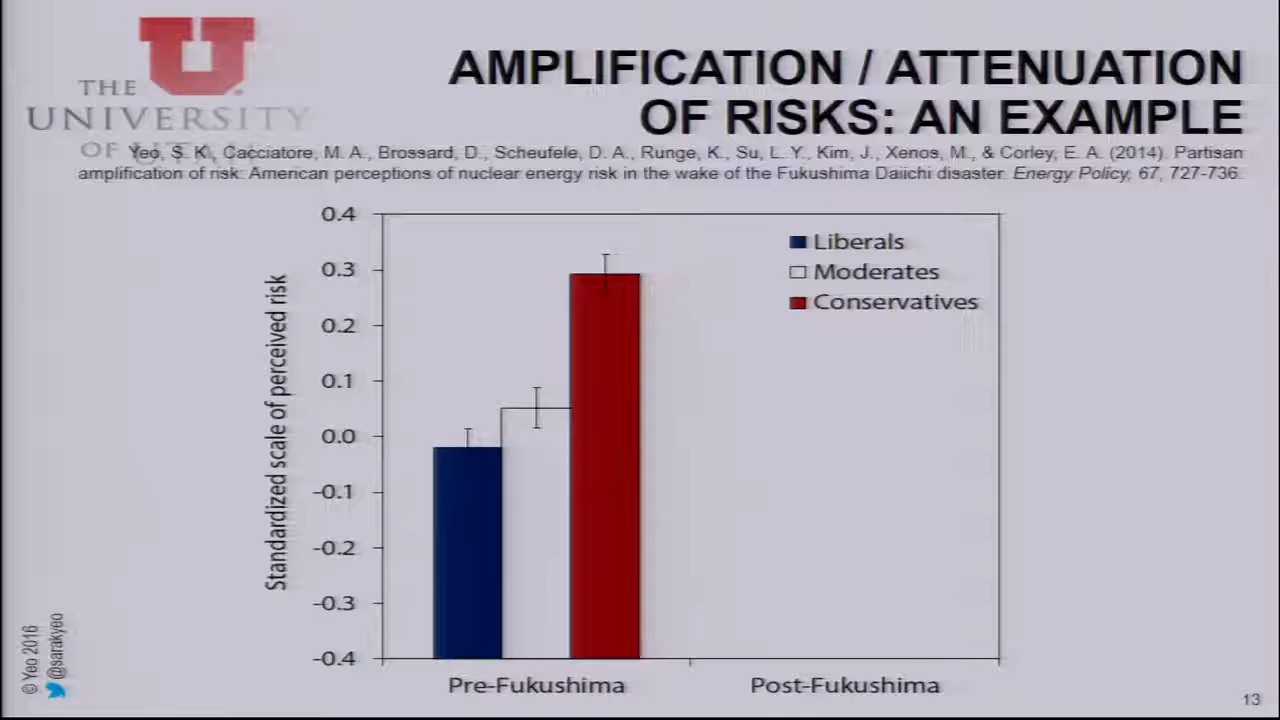 THE
UNIVERSITY
OF
AMPLIFICATION / ATTENUATION
OF RISKS: AN EXAMPLE
Yeo, S. K., Cacciatore, M. A., Brossard, D., Scheufele, D. A., Runge, K., Su, L. Y., Kim, J., Xenos, M., & Corley, E. A. (2014). Partisan
amplification of risk: American perceptions of nuclear energy risk in the wake of the Fukushima Daiichi disaster. Energy Policy, 67, 727-736.
Standardized scale of perceived risk
0.4
0.3
0.2
0.1
0.0
-0.1
-0.2
-0.3
-0.4
Liberals
Moderates
Conservatives
Pre-Fukushima
Post-Fukushima
© Yeo 2016
@sarakyeo
13